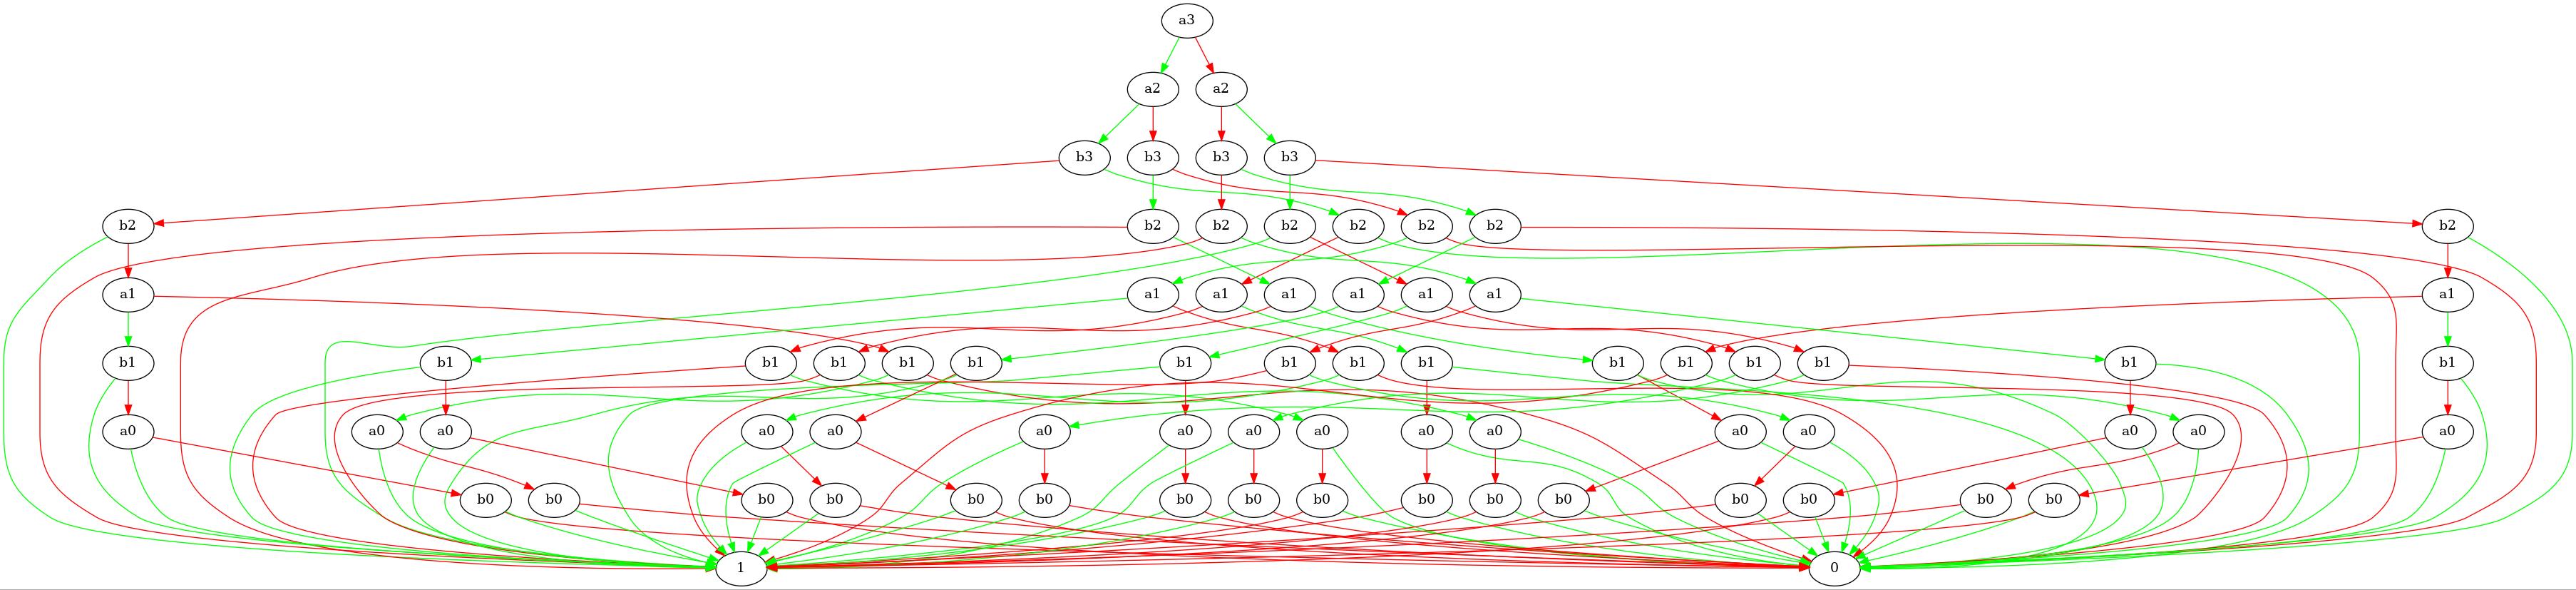 a3
a2 a2
b3 b3 b3 b3
b2 b2 b2 b2 b2 b2 b2 b2
a1 a1 a1 a1 a1 a1 a1 a1
b1 b1 b1 b1 b1 b1 b1 b1 b1 b1 b1 b1 b1 b1 b1 b1
a0 a0 a0 a0 a0 a0 a0 a0 a0 a0 a0 a0 a0 a0 a0 a0
b0 b0 b0 b0 b0 b0 b0 b0 b0 b0 b0 b0 b0 b0 b0 b0
1 0